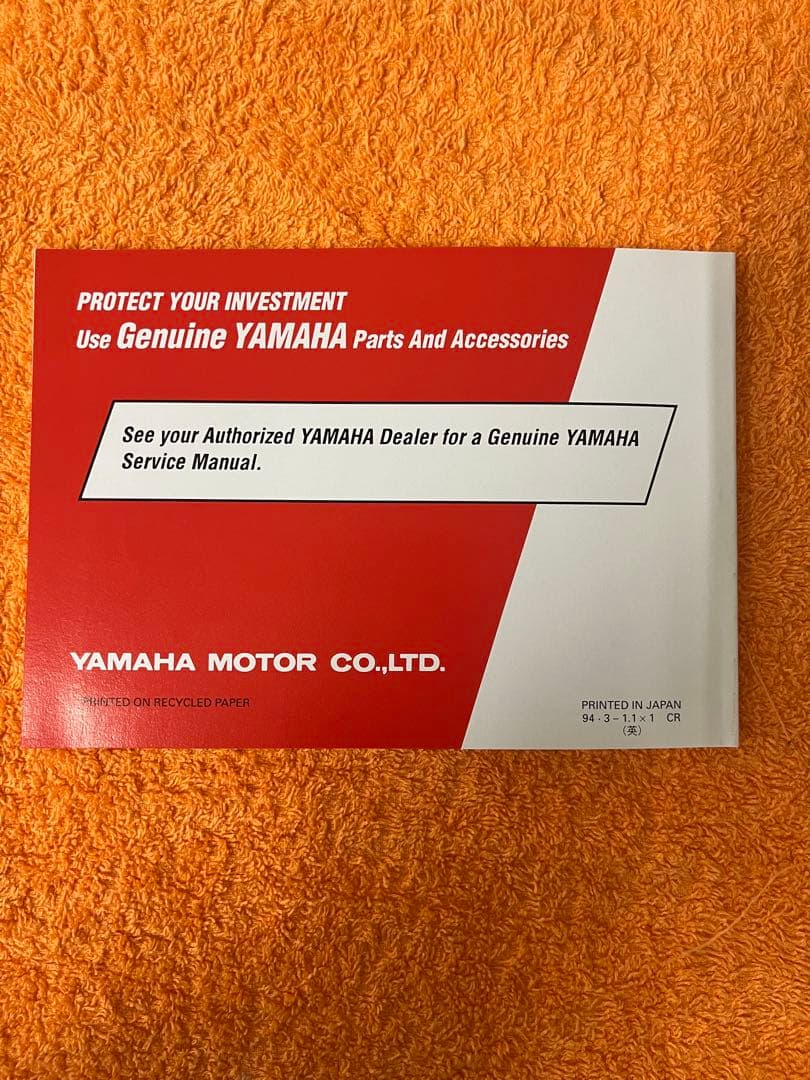 PROTECT YOUR INVESTMENT
Use Genuine YAMAHA Parts And Accessories
See your Authorized YAMAHA Dealer for a Genuine YAMAHA
Service Manual.
YAMAHA MOTOR CO.,LTD.
PRINTED ON RECYCLED PAPER
PRINTED IN JAPAN
94・3－1.1×1 CR
(英)